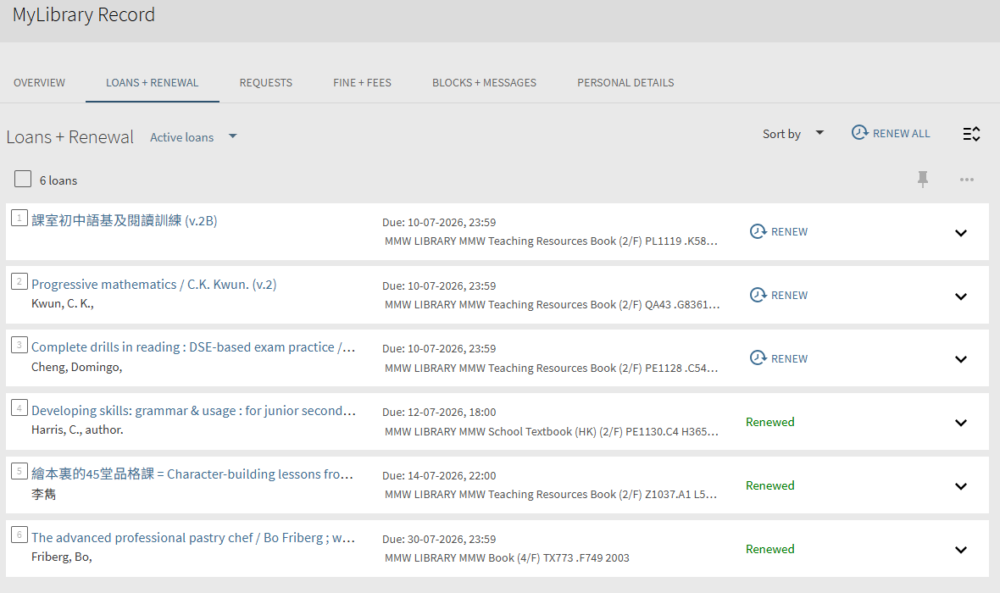 MyLibrary Record
OVERVIEW LOANS + RENEWAL REQUESTS FINE + FEES BLOCKS + MESSAGES PERSONAL DETAILS
Loans + Renewal Active loans Sort by RENEW ALL
6 loans
1 課室初中語基及閱讀訓練 (v.2B) Due: 10-07-2026, 23:59
MMW LIBRARY MMW Teaching Resources Book (2/F) PL1119 .K58… RENEW
2 Progressive mathematics / C.K. Kwun. (v.2) Due: 10-07-2026, 23:59
Kwun, C. K., MMW LIBRARY MMW Teaching Resources Book (2/F) QA43 .G8361… RENEW
3 Complete drills in reading : DSE-based exam practice /… Due: 10-07-2026, 23:59
Cheng, Domingo, MMW LIBRARY MMW Teaching Resources Book (2/F) PE1128 .C54… RENEW
4 Developing skills: grammar & usage : for junior second… Due: 12-07-2026, 18:00
Harris, C., author. MMW LIBRARY MMW School Textbook (HK) (2/F) PE1130.C4 H365… Renewed
5 繪本裏的45堂品格課 = Character-building lessons fro… Due: 14-07-2026, 22:00
李雋 MMW LIBRARY MMW Teaching Resources Book (2/F) Z1037.A1 L5… Renewed
6 The advanced professional pastry chef / Bo Friberg ; w… Due: 30-07-2026, 23:59
Friberg, Bo, MMW LIBRARY MMW Book (4/F) TX773 .F749 2003 Renewed